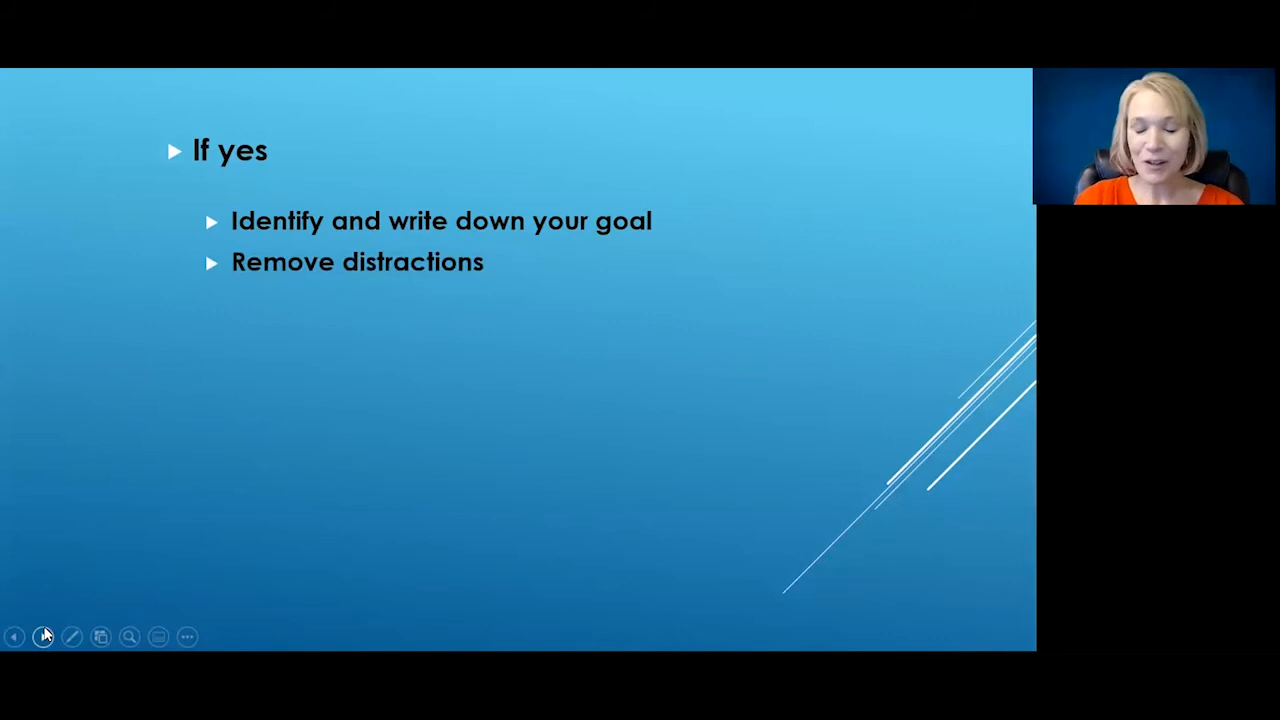 If yes
Identify and write down your goal
Remove distractions